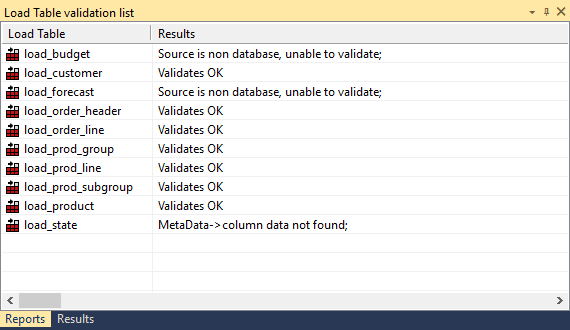 Load Table validation list
Load Table Results
load_budget Source is non database, unable to validate;
load_customer Validates OK
load_forecast Source is non database, unable to validate;
load_order_header Validates OK
load_order_line Validates OK
load_prod_group Validates OK
load_prod_line Validates OK
load_prod_subgroup Validates OK
load_product Validates OK
load_state MetaData->column data not found;
Reports Results